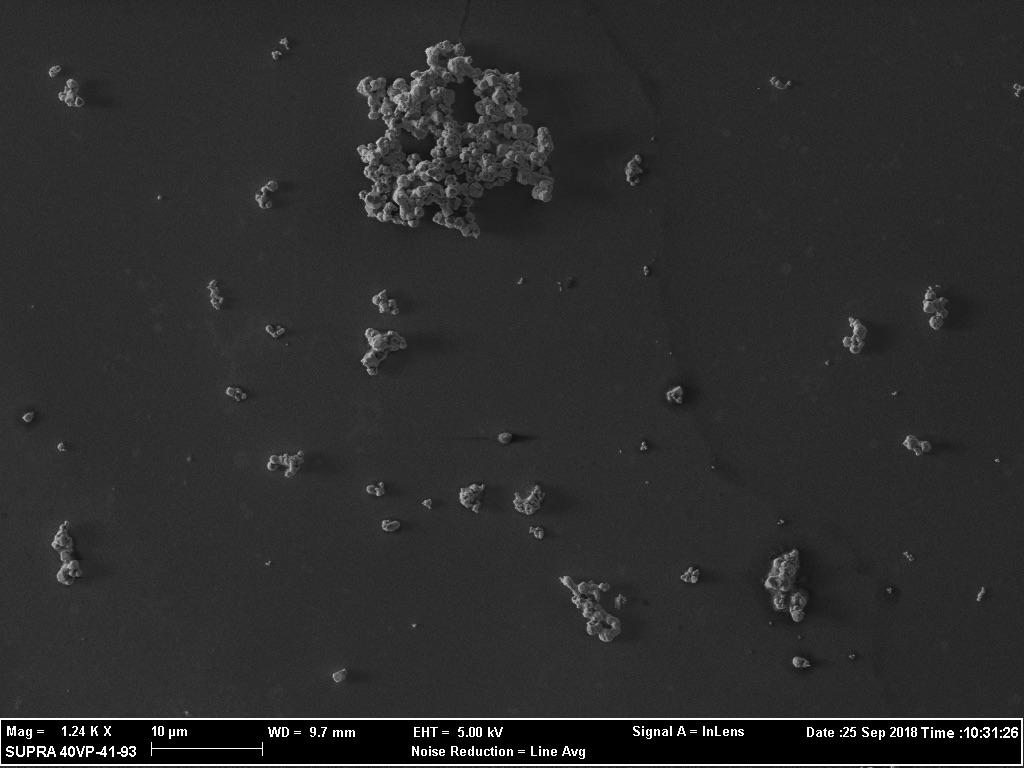 Mag = 1.24 K X 10 µm WD = 9.7 mm EHT = 5.00 kV Signal A = InLens Date :25 Sep 2018 Time :10:31:26
SUPRA 40VP-41-93 Noise Reduction = Line Avg